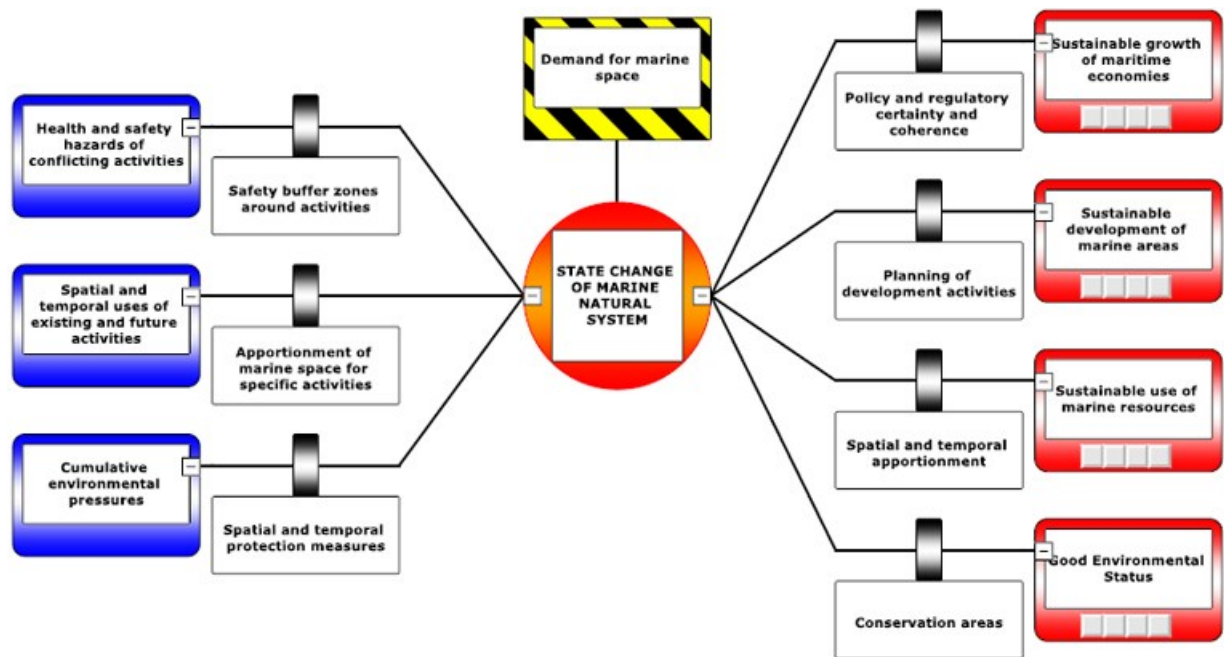 Demand for marine
space
Health and safety
hazards of
conflicting activities
Safety buffer zones
around activities
Spatial and
temporal uses of
existing and future
activities
Apportionment of
marine space for
specific activities
Cumulative
environmental
pressures
Spatial and temporal
protection measures
STATE CHANGE
OF MARINE
NATURAL
SYSTEM
Sustainable growth
of maritime
economies
Policy and regulatory
certainty and
coherence
Sustainable
development of
marine areas
Planning of
development activities
Sustainable use of
marine resources
Spatial and temporal
apportionment
Good Environmental
Status
Conservation areas